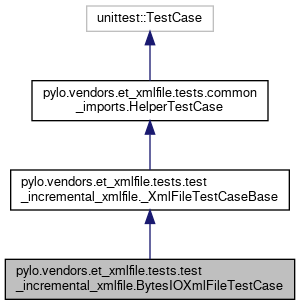 unittest::TestCase
pylo.vendors.et_xmlfile.tests.common
_imports.HelperTestCase
pylo.vendors.et_xmlfile.tests.test
_incremental_xmlfile._XmlFileTestCaseBase
pylo.vendors.et_xmlfile.tests.test
_incremental_xmlfile.BytesIOXmlFileTestCase